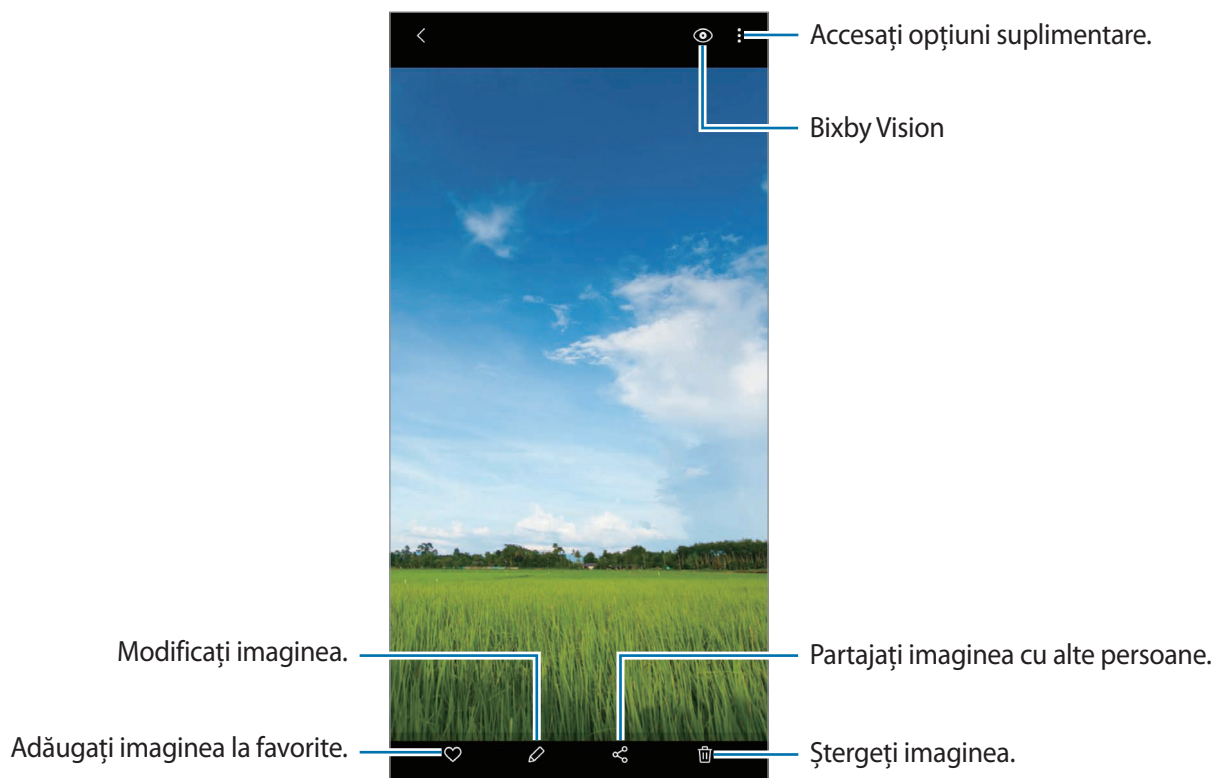 Accesați opțiuni suplimentare.
Bixby Vision
Modificați imaginea.
Partajați imaginea cu alte persoane.
Adăugați imaginea la favorite.
Ștergeți imaginea.